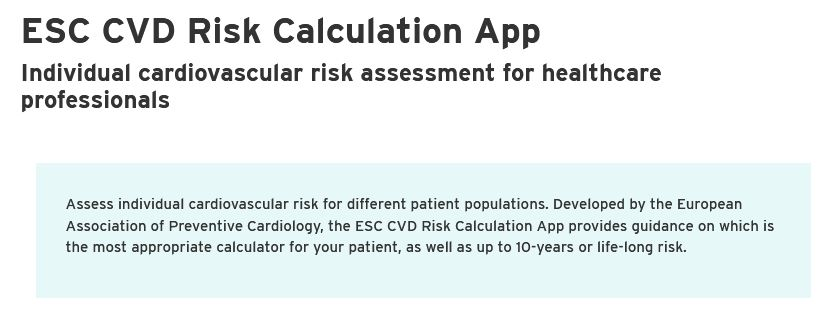 ESC CVD Risk Calculation App
Individual cardiovascular risk assessment for healthcare
professionals
Assess individual cardiovascular risk for different patient populations. Developed by the European
Association of Preventive Cardiology, the ESC CVD Risk Calculation App provides guidance on which is
the most appropriate calculator for your patient, as well as up to 10-years or life-long risk.